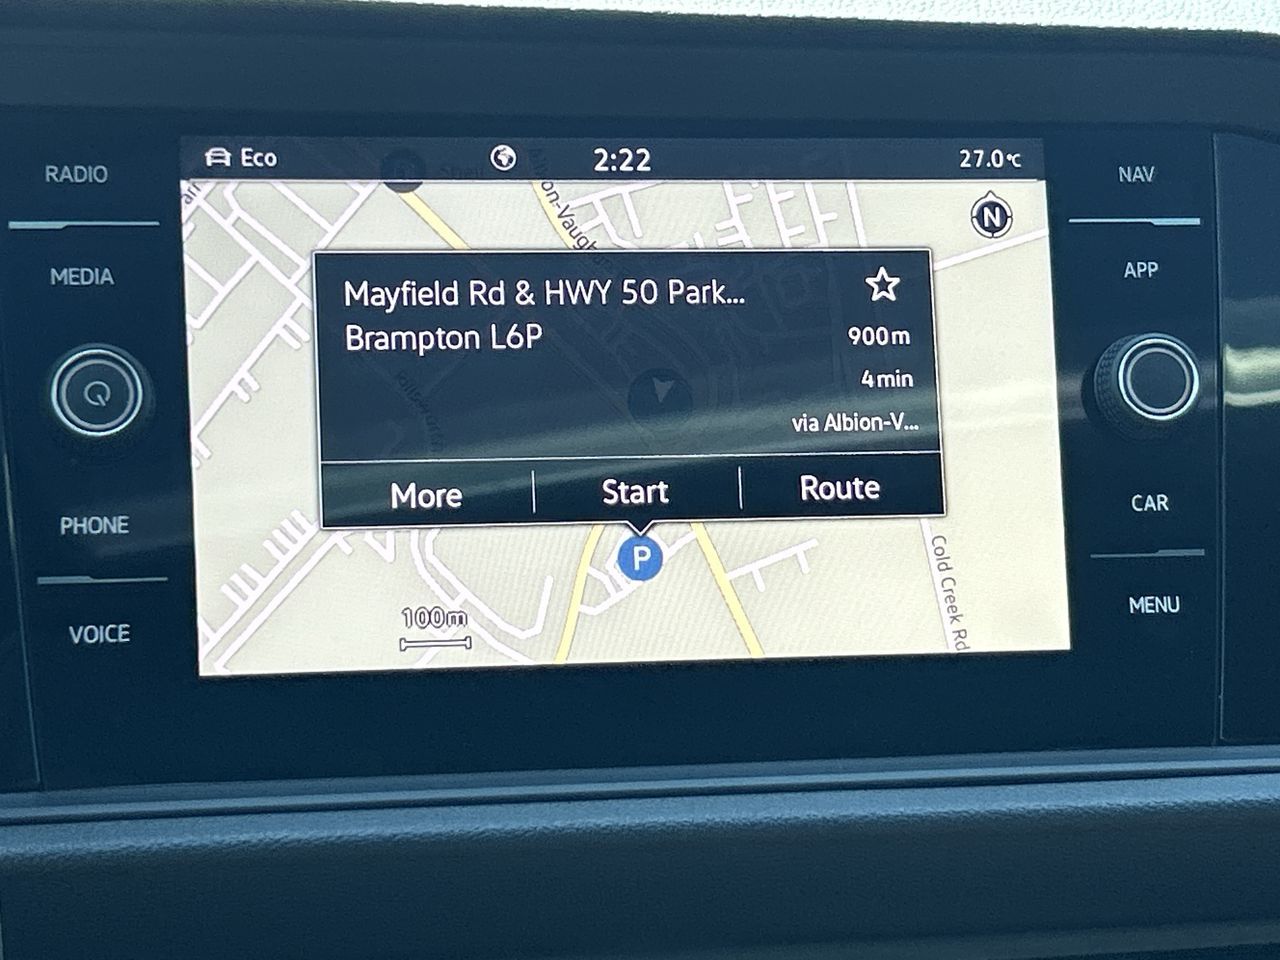 Eco
2:22
27.0°C
RADIO
MEDIA
PHONE
VOICE
NAV
APP
CAR
MENU
N
Mayfield Rd & HWY 50 Park...
Brampton L6P
900m
4min
via Albion-V...
More
Start
Route
P
100m
Cold Creek Rd